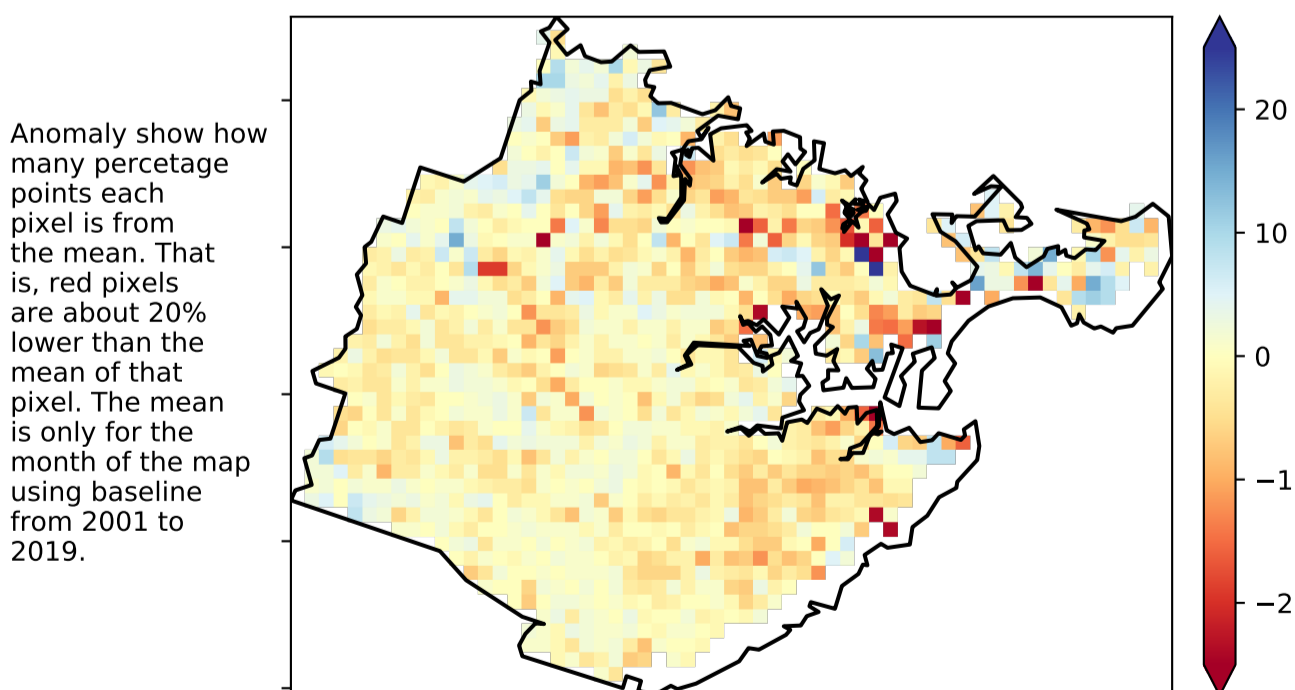 Anomaly show how
many percetage
points each
pixel is from
the mean. That
is, red pixels
are about 20%
lower than the
mean of that
pixel. The mean
is only for the
month of the map
using baseline
from 2001 to
2019.
20
10
0
−1
−2